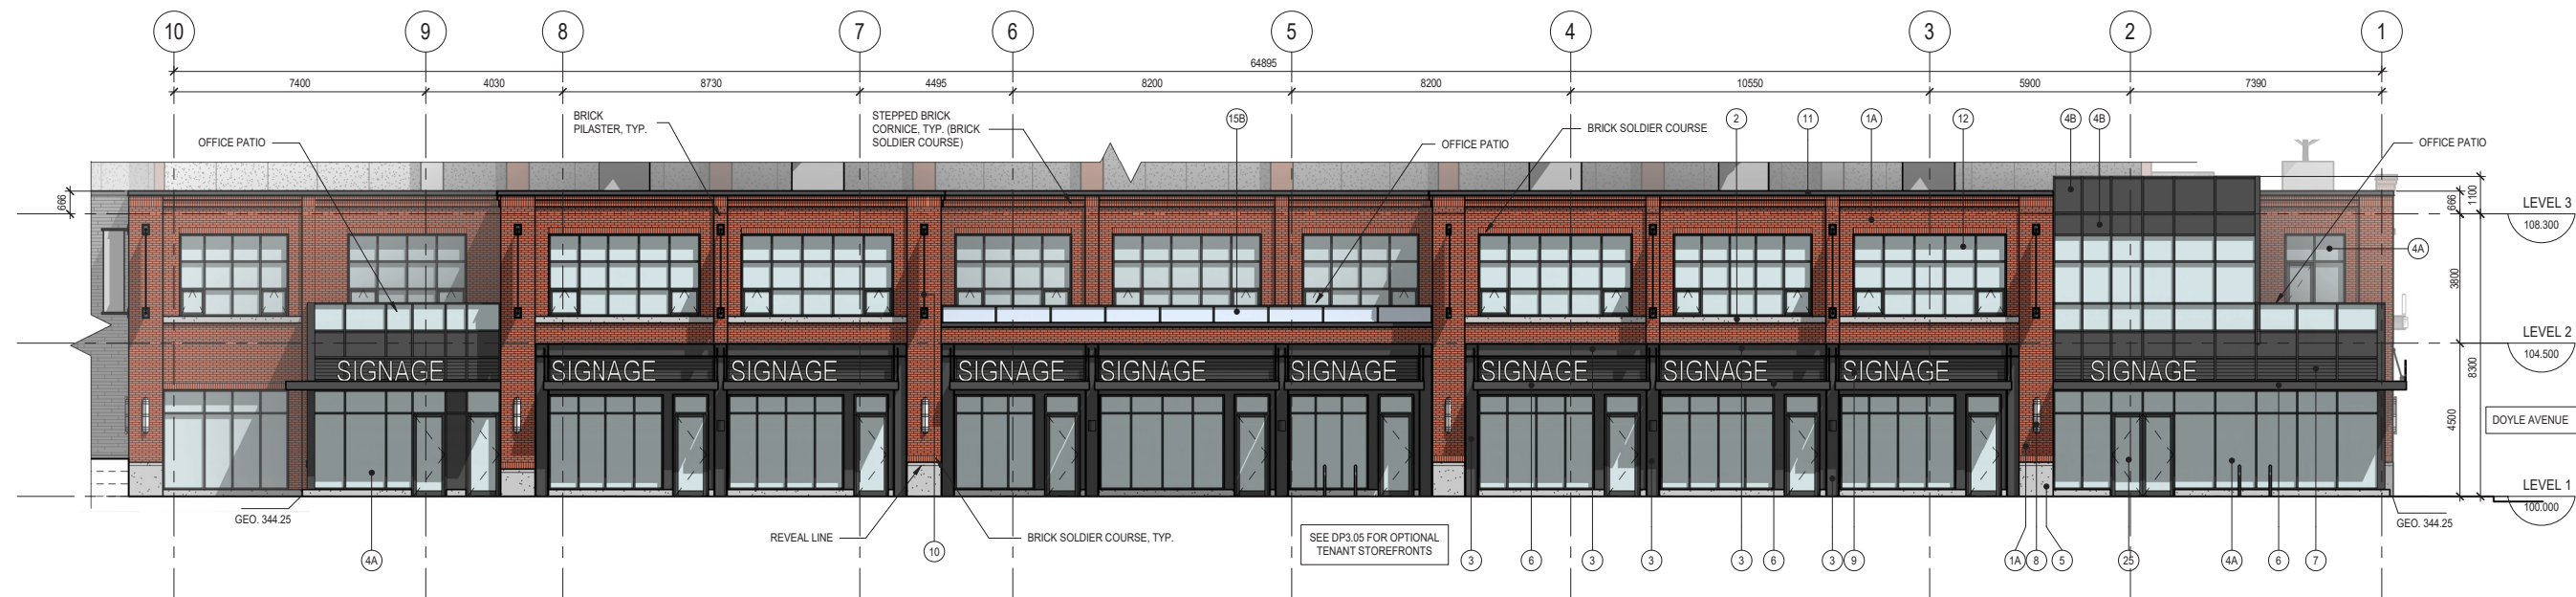 10 9 8 7 6 5 4 3 2 1
64895
7400 4030 8730 4495 8200 8200 10550 5900 7390
BRICK
PILASTER, TYP.
STEPPED BRICK
CORNICE, TYP. (BRICK
SOLDIER COURSE)
15B
BRICK SOLDIER COURSE
2 11 1A 12 4B 4B
OFFICE PATIO
OFFICE PATIO
OFFICE PATIO
666
666
1100
LEVEL 3
108.300
4A
3800
LEVEL 2
104.500
8300
SIGNAGE SIGNAGE SIGNAGE SIGNAGE SIGNAGE SIGNAGE SIGNAGE SIGNAGE SIGNAGE SIGNAGE
4500
DOYLE AVENUE
LEVEL 1
100.000
GEO. 344.25
GEO. 344.25
REVEAL LINE
BRICK SOLDIER COURSE, TYP.
SEE DP3.05 FOR OPTIONAL
TENANT STOREFRONTS
4A 10 3 6 3 3 3 6 3 9 1A 8 5 25 4A 6 7